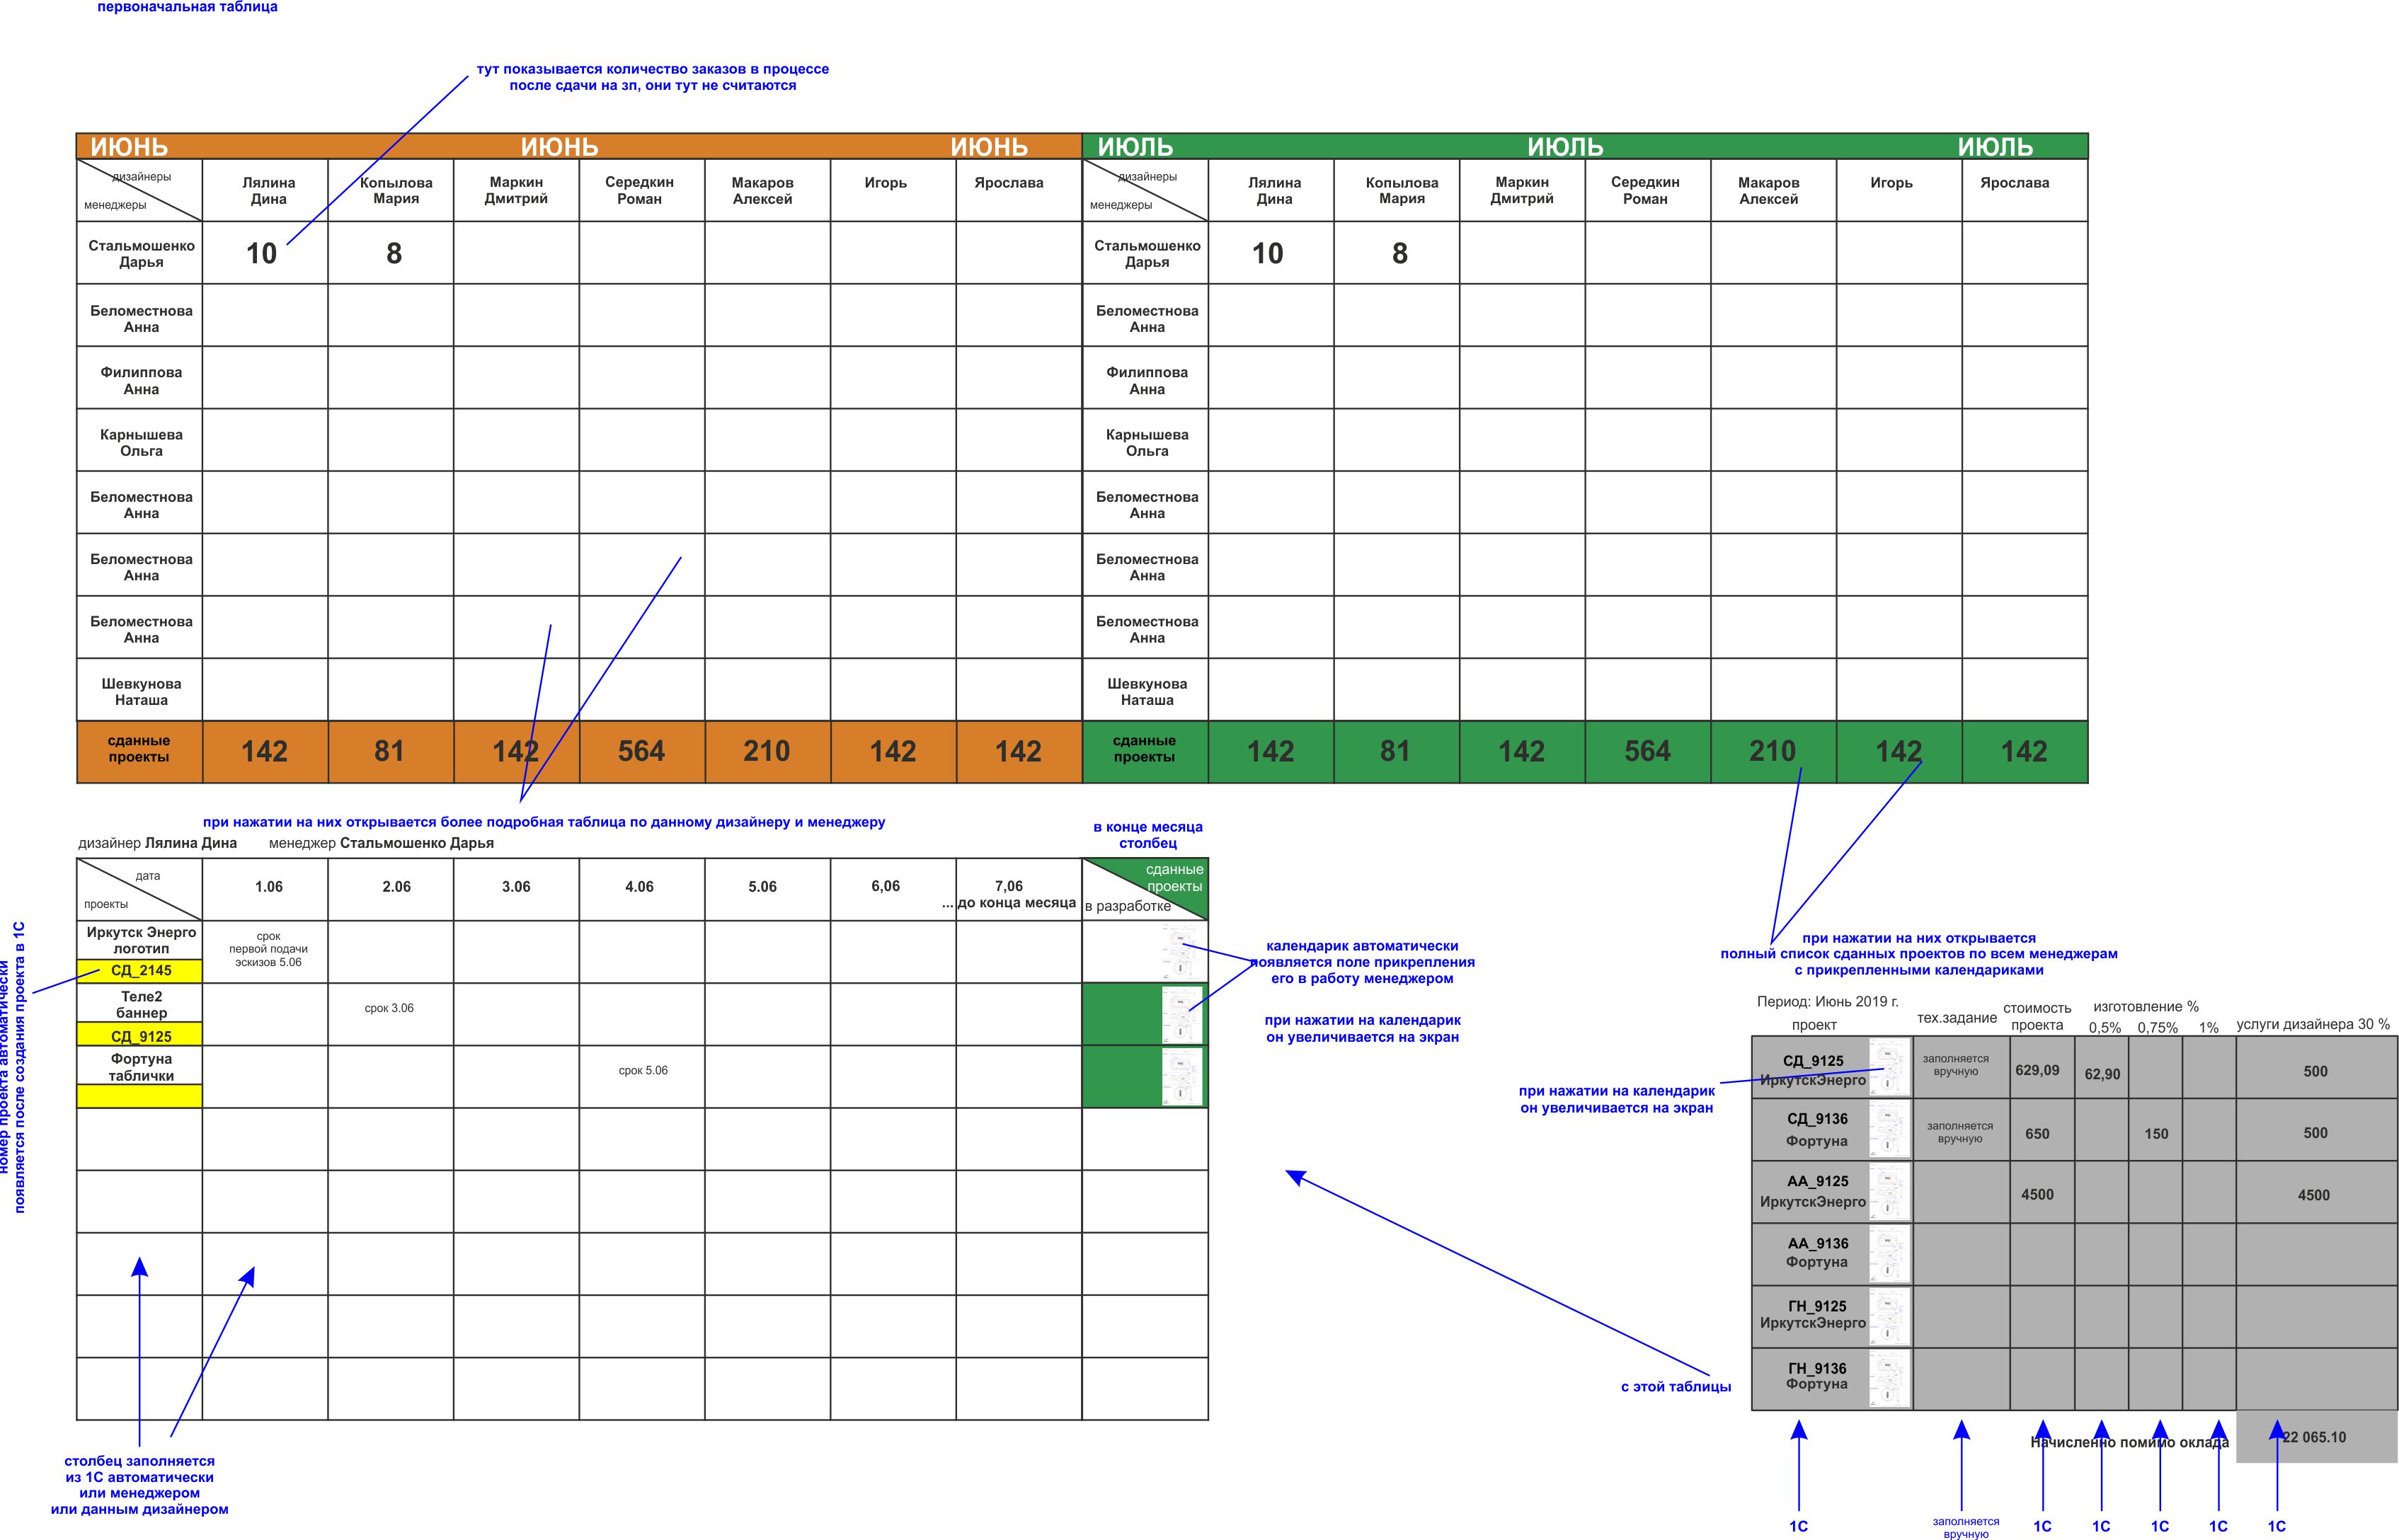 первоначальная таблица
тут показывается количество заказов в процессе
после сдачи на зп, они тут не считаются
ИЮНЬ ИЮНЬ ИЮНЬ ИЮЛЬ ИЮЛЬ ИЮЛЬ
дизайнеры
менеджеры
Лялина
Дина
Копылова
Мария
Маркин
Дмитрий
Середкин
Роман
Макаров
Алексей
Игорь
Ярослава
дизайнеры
менеджеры
Лялина
Дина
Копылова
Мария
Маркин
Дмитрий
Середкин
Роман
Макаров
Алексей
Игорь
Ярослава
Стальмошенко
Дарья
10 8
Стальмошенко
Дарья
10 8
Беломестнова
Анна
Беломестнова
Анна
Филиппова
Анна
Филиппова
Анна
Карнышева
Ольга
Карнышева
Ольга
Беломестнова
Анна
Беломестнова
Анна
Беломестнова
Анна
Беломестнова
Анна
Беломестнова
Анна
Беломестнова
Анна
Шевкунова
Наташа
Шевкунова
Наташа
сданные
проекты
142 81 142 564 210 142 142
сданные
проекты
142 81 142 564 210 142 142
при нажатии на них открывается более подробная таблица по данному дизайнеру и менеджеру
дизайнер Лялина Дина менеджер Стальмошенко Дарья
в конце месяца
столбец
дата
проекты
1.06 2.06 3.06 4.06 5.06 6,06 7,06
... до конца месяца
сданные
проекты
в разработке
Иркутск Энерго
логотип
СД_2145
срок
первой подачи
эскизов 5.06
Теле2
баннер
СД_9125
срок 3.06
Фортуна
таблички
срок 5.06
номер проекта автоматически
появляется после создания проекта в 1С
календарик автоматически
появляется поле прикрепления
его в работу менеджером
при нажатии на календарик
он увеличивается на экран
столбец заполняется
из 1С автоматически
или менеджером
или данным дизайнером
при нажатии на них открывается
полный список сданных проектов по всем менеджерам
с прикрепленными календариками
Период: Июнь 2019 г.
проект
тех.задание
стоимость
проекта
изготовление %
0,5% 0,75% 1%
услуги дизайнера 30 %
СД_9125
ИркутскЭнерго
заполняется
вручную
629,09 62,90 500
при нажатии на календарик
он увеличивается на экран
СД_9136
Фортуна
заполняется
вручную
650 150 500
АА_9125
ИркутскЭнерго
4500 4500
АА_9136
Фортуна
ГН_9125
ИркутскЭнерго
ГН_9136
Фортуна
с этой таблицы
Начисленно помимо оклада 22 065.10
1С
заполняется
вручную
1С 1С 1С 1С 1С